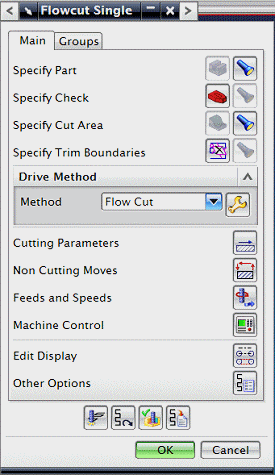 Flowcut Single
Main Groups
Specify Part
Specify Check
Specify Cut Area
Specify Trim Boundaries
Drive Method
Method Flow Cut
Cutting Parameters
Non Cutting Moves
Feeds and Speeds
Machine Control
Edit Display
Other Options
OK Cancel